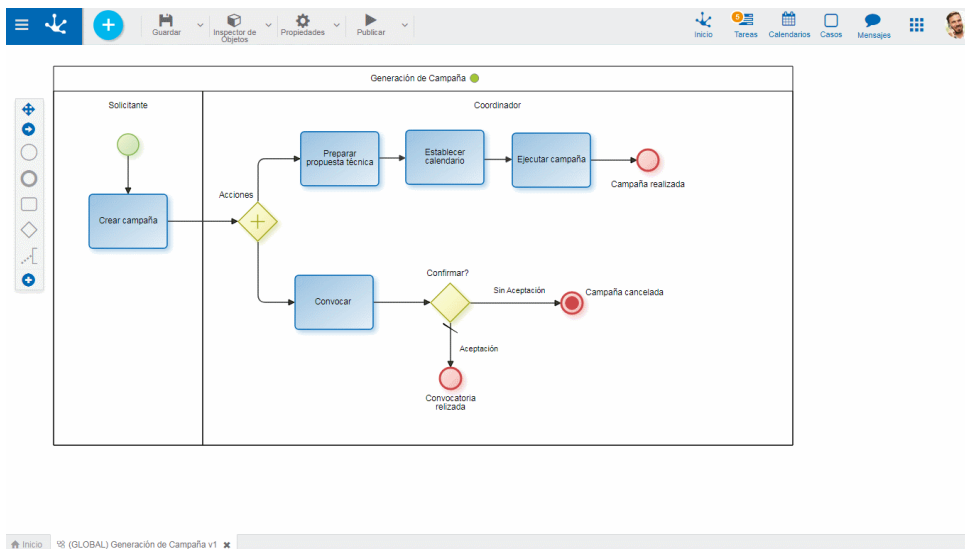 Guardar
Inspector de
Objetos
Propiedades
Publicar
Inicio
5
Tareas
Calendarios
Casos
Mensajes
Generación de Campaña
Solicitante
Coordinador
Preparar
propuesta técnica
Establecer
calendario
Ejecutar campaña
Campaña realizada
Acciones
Crear campaña
Confirmar?
Convocar
Sin Aceptación
Campaña cancelada
Aceptación
Convocatoria
relizada
Inicio
(GLOBAL) Generación de Campaña v1